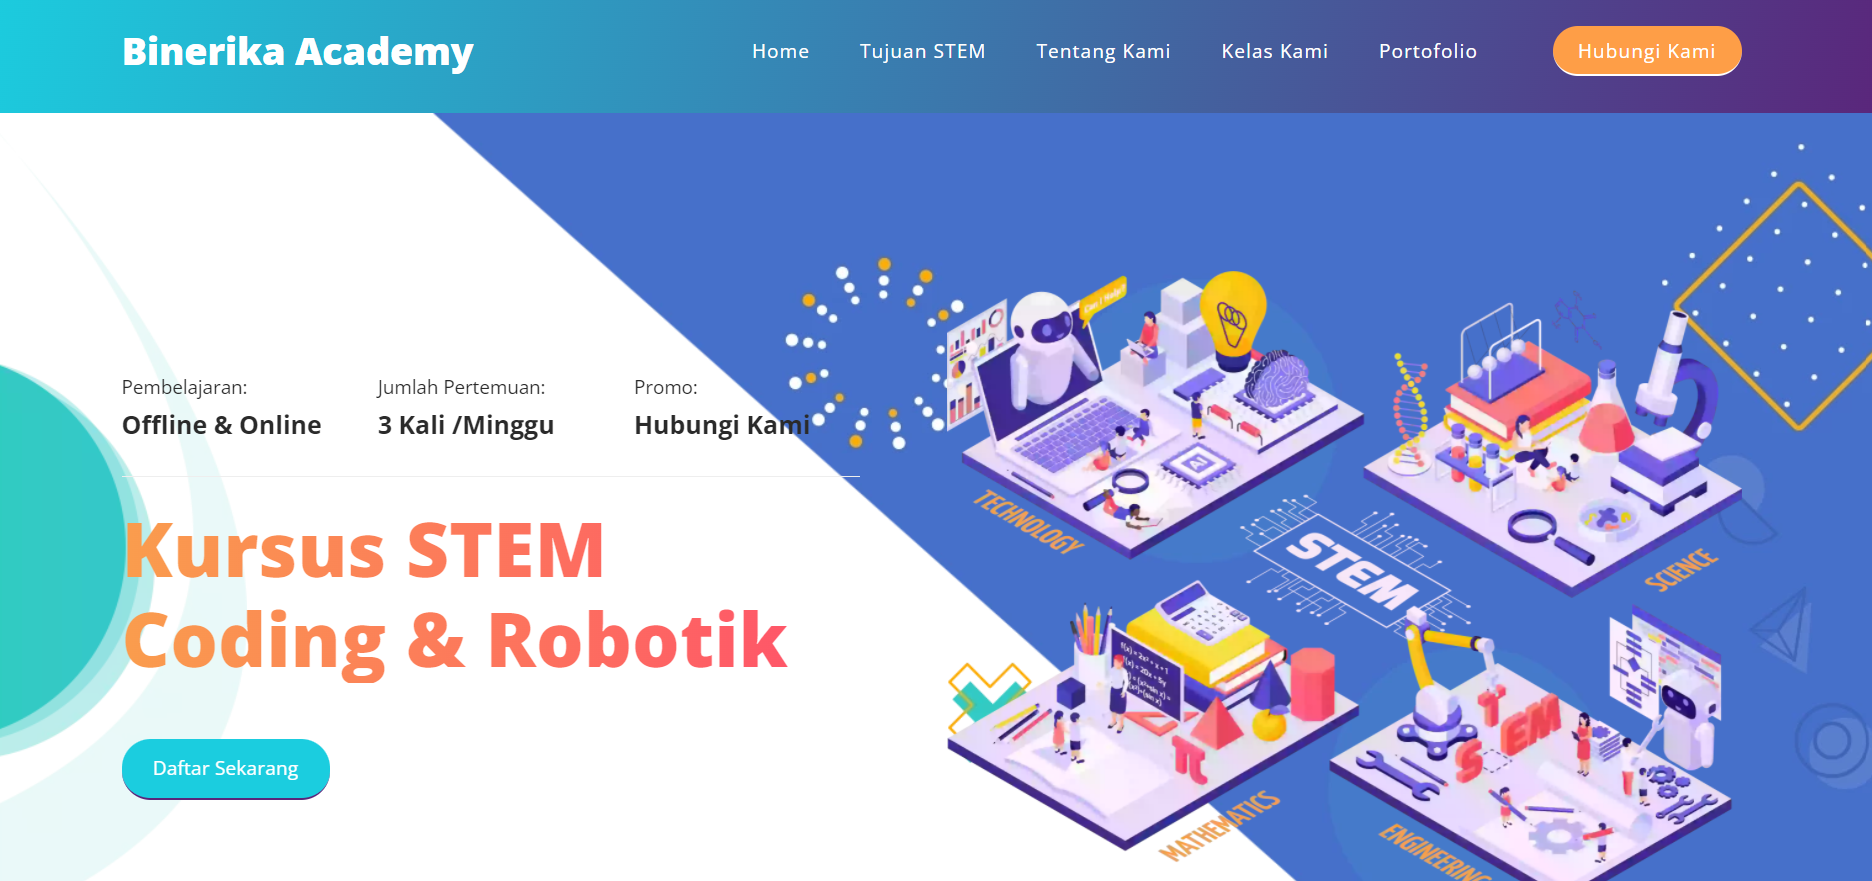 Binerika Academy
Home
Tujuan STEM
Tentang Kami
Kelas Kami
Portofolio
Hubungi Kami
Pembelajaran:
Offline & Online
Jumlah Pertemuan:
3 Kali /Minggu
Promo:
Hubungi Kami
Kursus STEM
Coding & Robotik
Daftar Sekarang
TECHNOLOGY
SCIENCE
STEM
AI
π
STEM
MATHEMATICS
ENGINEERING